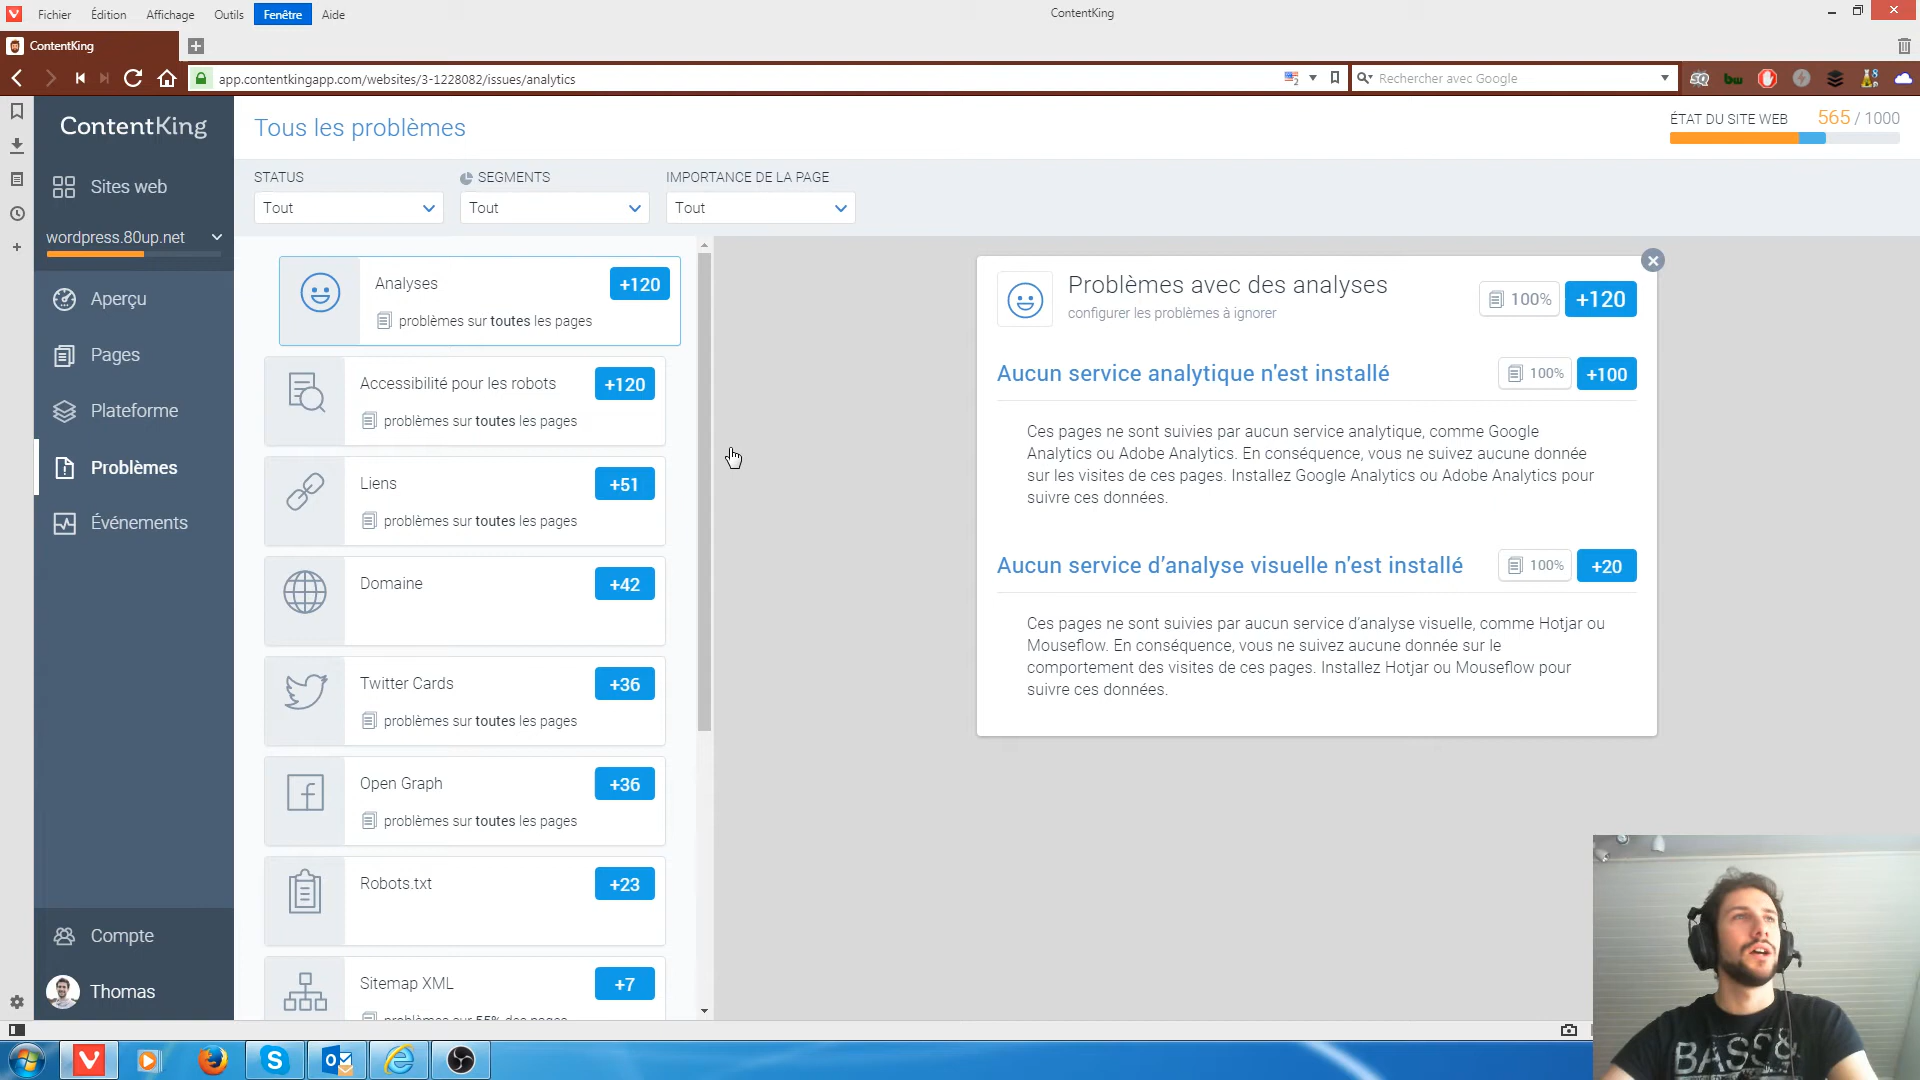 Fichier Édition Affichage Outils Fenêtre Aide
ContentKing
ContentKing
app.contentkingapp.com/websites/3-1228082/issues/analytics
Rechercher avec Google
ContentKing
Sites web
wordpress.80up.net
Aperçu
Pages
Plateforme
Problèmes
Événements
Compte
Thomas
Tous les problèmes
ÉTAT DU SITE WEB 565 / 1000
STATUS SEGMENTS IMPORTANCE DE LA PAGE
Tout Tout Tout
Analyses +120
problèmes sur toutes les pages
Accessibilité pour les robots +120
problèmes sur toutes les pages
Liens +51
problèmes sur toutes les pages
Domaine +42
Twitter Cards +36
problèmes sur toutes les pages
Open Graph +36
problèmes sur toutes les pages
Robots.txt +23
Sitemap XML +7
problèmes sur 55% des pages
Problèmes avec des analyses 100% +120
configurer les problèmes à ignorer
Aucun service analytique n'est installé 100% +100
Ces pages ne sont suivies par aucun service analytique, comme Google
Analytics ou Adobe Analytics. En conséquence, vous ne suivez aucune donnée
sur les visites de ces pages. Installez Google Analytics ou Adobe Analytics pour
suivre ces données.
Aucun service d’analyse visuelle n'est installé 100% +20
Ces pages ne sont suivies par aucun service d’analyse visuelle, comme Hotjar ou
Mouseflow. En conséquence, vous ne suivez aucune donnée sur le
comportement des visites de ces pages. Installez Hotjar ou Mouseflow pour
suivre ces données.
BASS&